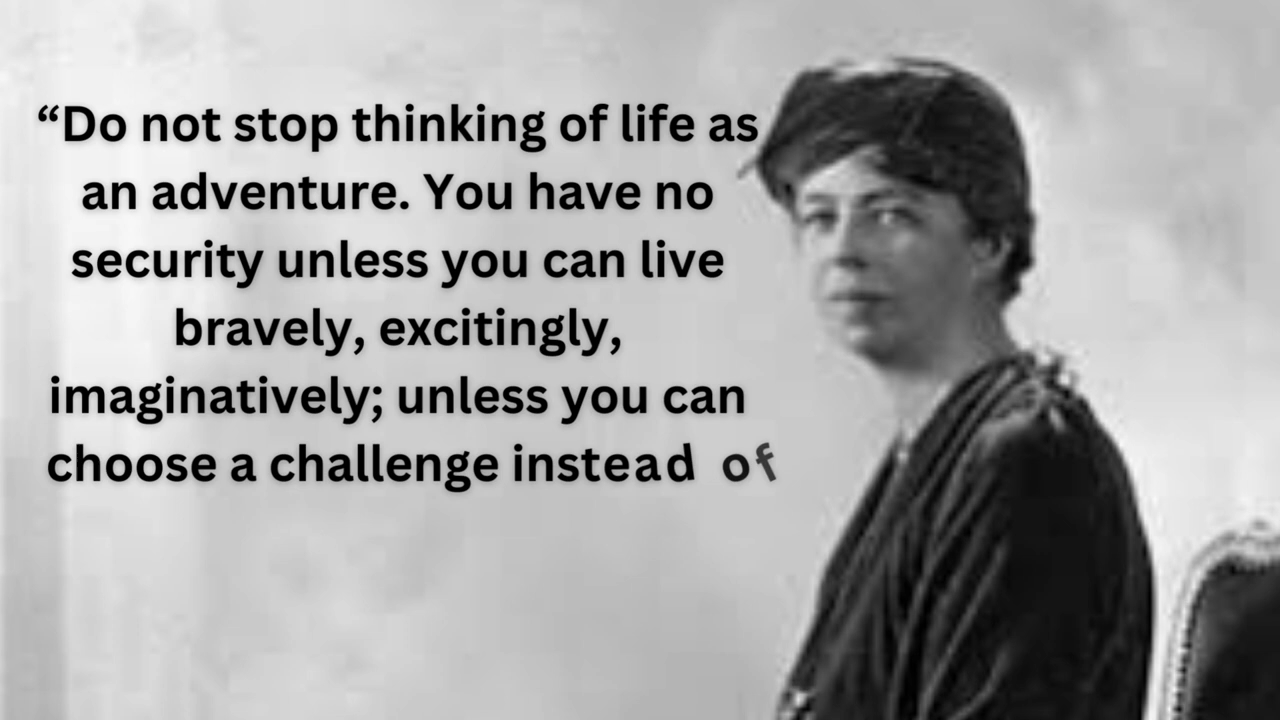 “Do not stop thinking of life as
an adventure. You have no
security unless you can live
bravely, excitingly,
imaginatively; unless you can
choose a challenge instead of